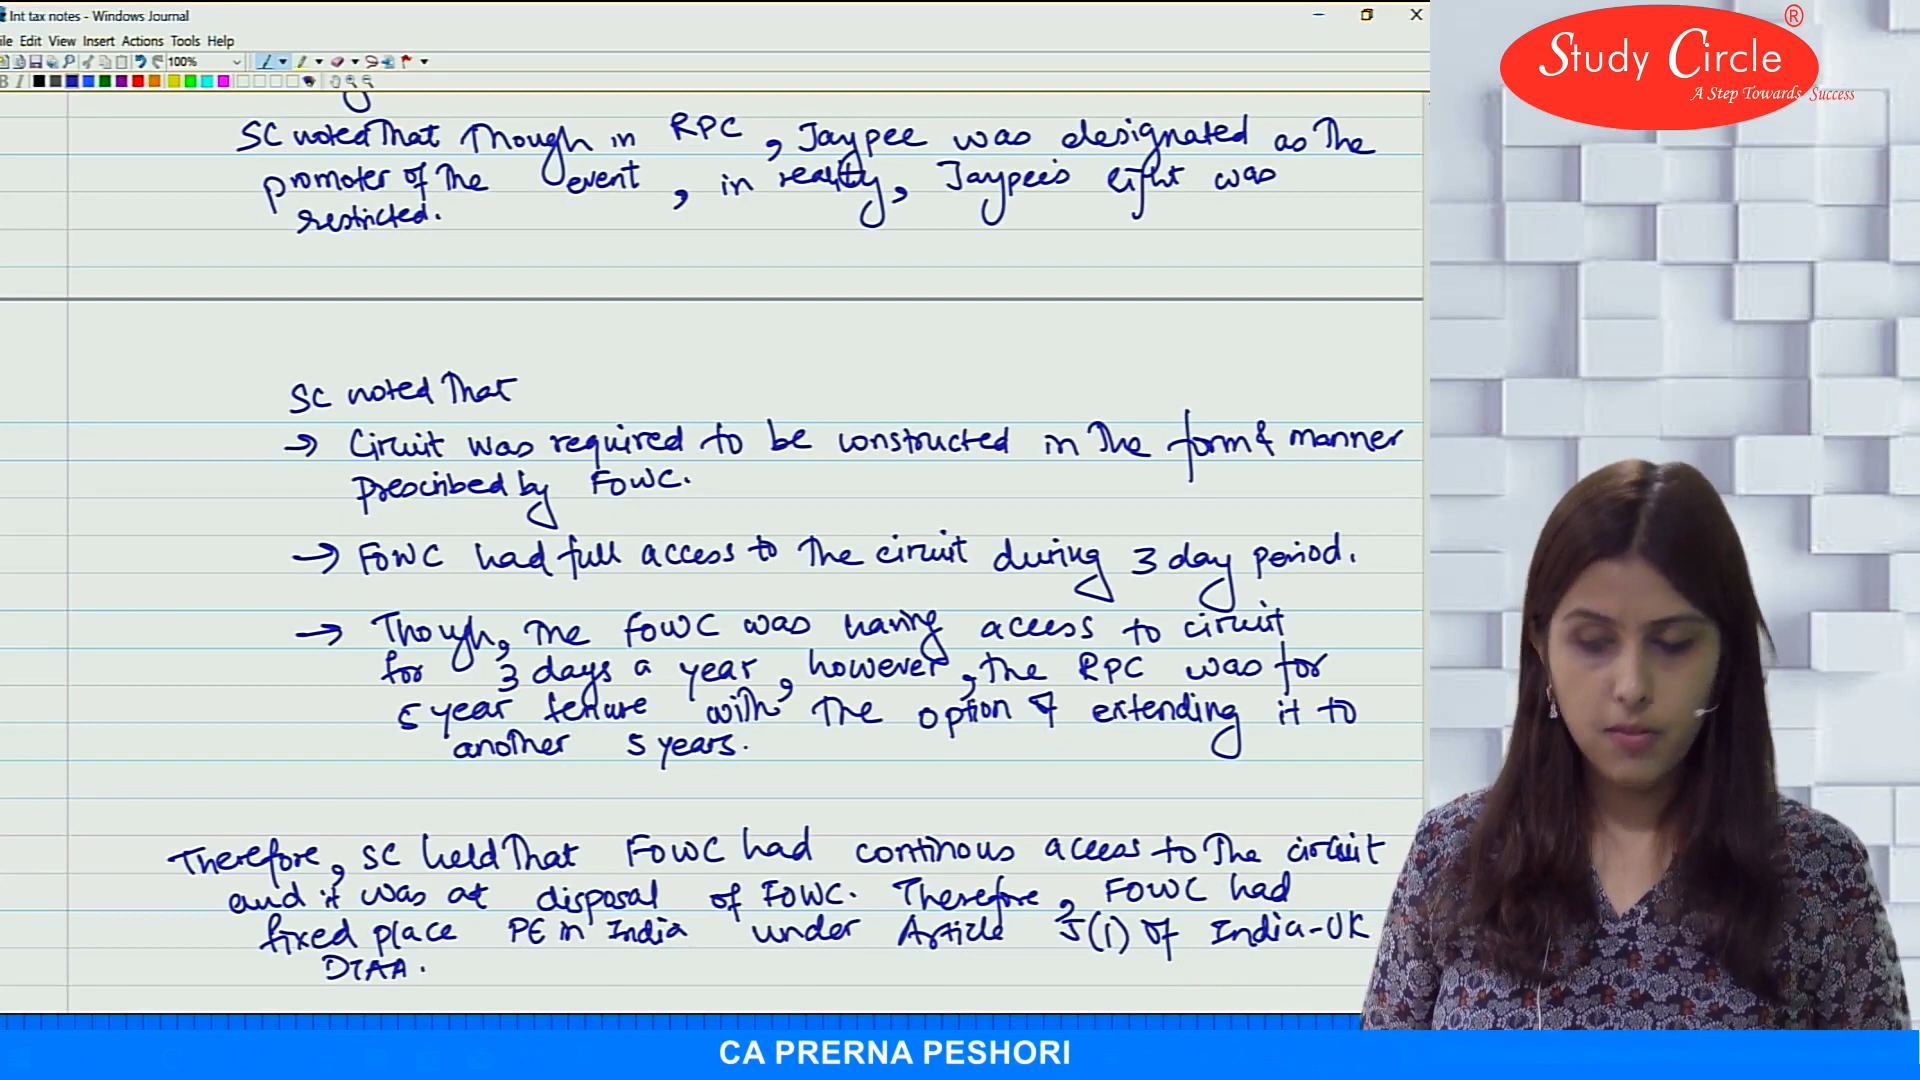 Int tax notes - Windows Journal
ile Edit View Insert Actions Tools Help
100%
B I
Study Circle ®
A Step Towards Success
SC noted That Though in RPC, Jaypee was designated as The
promoter of The event, in reality, Jaypee's right was
restricted.
SC noted That
→ Circuit was required to be constructed in The form & manner
prescribed by FOWC.
→ FOWC had full access to The circuit during 3 day period.
→ Though, The FOWC was having access to circuit
for 3 days a year, however, the RPC was for
5 year tenure with The option of extending it to
another 5 years.
Therefore, SC held That FOWC had continous access to The circuit
and it was at disposal of FOWC. Therefore, FOWC had
fixed place PE in India under Article 5(1) of India-UK
DTAA.
CA PRERNA PESHORI